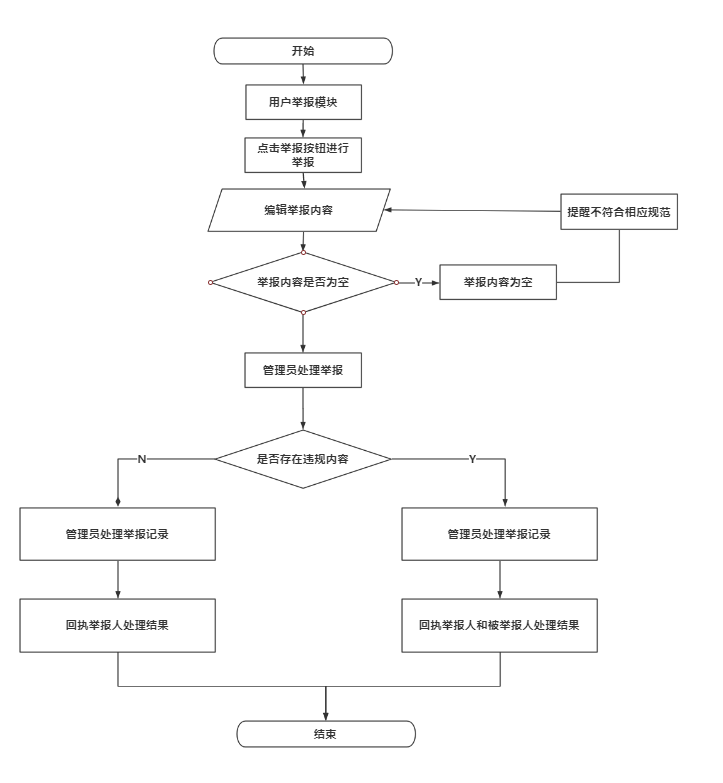 开始
用户举报模块
点击举报按钮进行
举报
编辑举报内容
提醒不符合相应规范
举报内容是否为空
Y
举报内容为空
管理员处理举报
N
是否存在违规内容
Y
管理员处理举报记录
管理员处理举报记录
回执举报人处理结果
回执举报人和被举报人处理结果
结束